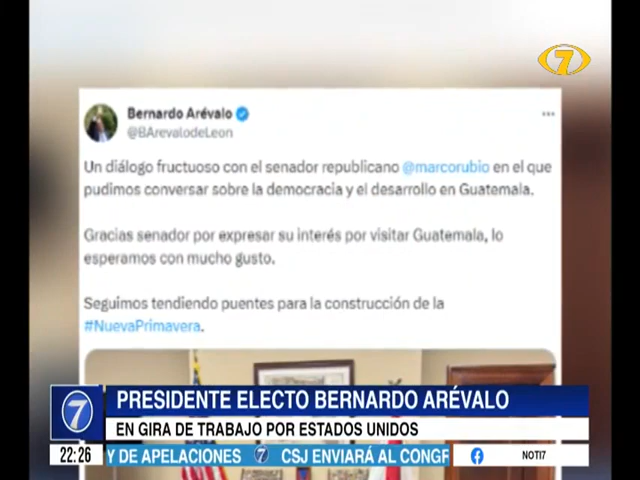 7
Bernardo Arévalo
@BArevalodeLeon
Un diálogo fructuoso con el senador republicano @marcorubio en el que
pudimos conversar sobre la democracia y el desarrollo en Guatemala.
Gracias senador por expresar su interés por visitar Guatemala, lo
esperamos con mucho gusto.
Seguimos tendiendo puentes para la construcción de la
#NuevaPrimavera.
7
PRESIDENTE ELECTO BERNARDO ARÉVALO
EN GIRA DE TRABAJO POR ESTADOS UNIDOS
22:26
Y DE APELACIONES 7 CSJ ENVIARÁ AL CONGF
NOTI7